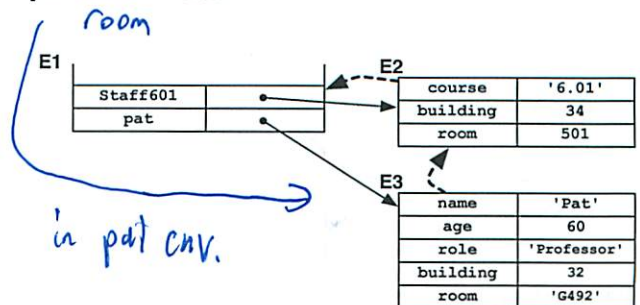 room
E1
E2
Staff601
pat
course '6.01'
building 34
room 501
E3
name 'Pat'
age 60
role 'Professor'
building 32
room 'G492'
in pat env.